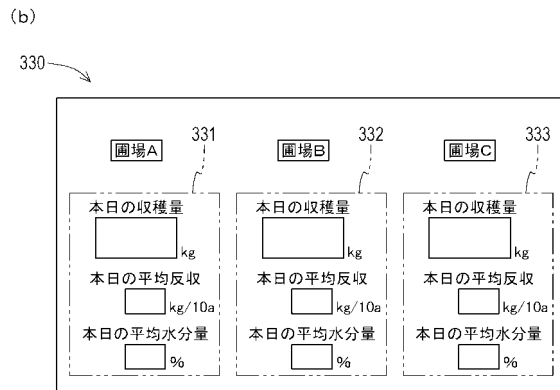 (b)
330
331
332
333
圃場A
圃場B
圃場C
本日の収穫量
kg
本日の平均反収
kg/10a
本日の平均水分量
%
本日の収穫量
kg
本日の平均反収
kg/10a
本日の平均水分量
%
本日の収穫量
kg
本日の平均反収
kg/10a
本日の平均水分量
%